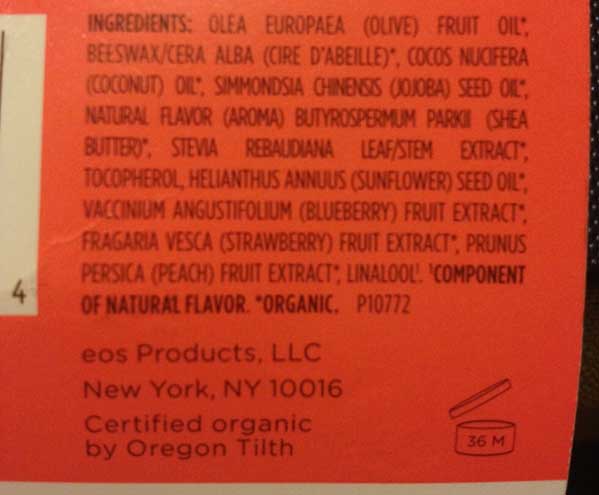 INGREDIENTS: OLEA EUROPAEA (OLIVE) FRUIT OIL*,
BEESWAX/CERA ALBA (CIRE D'ABEILLE)*, COCOS NUCIFERA
(COCONUT) OIL*, SIMMONDSIA CHINENSIS (JOJOBA) SEED OIL*,
NATURAL FLAVOR (AROMA) BUTYROSPERMUM PARKII (SHEA
BUTTER)*, STEVIA REBAUDIANA LEAF/STEM EXTRACT*,
TOCOPHEROL, HELIANTHUS ANNUUS (SUNFLOWER) SEED OIL*,
VACCINIUM ANGUSTIFOLIUM (BLUEBERRY) FRUIT EXTRACT*,
FRAGARIA VESCA (STRAWBERRY) FRUIT EXTRACT*, PRUNUS
PERSICA (PEACH) FRUIT EXTRACT*, LINALOOL¹. ¹COMPONENT
OF NATURAL FLAVOR. *ORGANIC. P10772
4
eos Products, LLC
New York, NY 10016
Certified organic
by Oregon Tilth
36 M